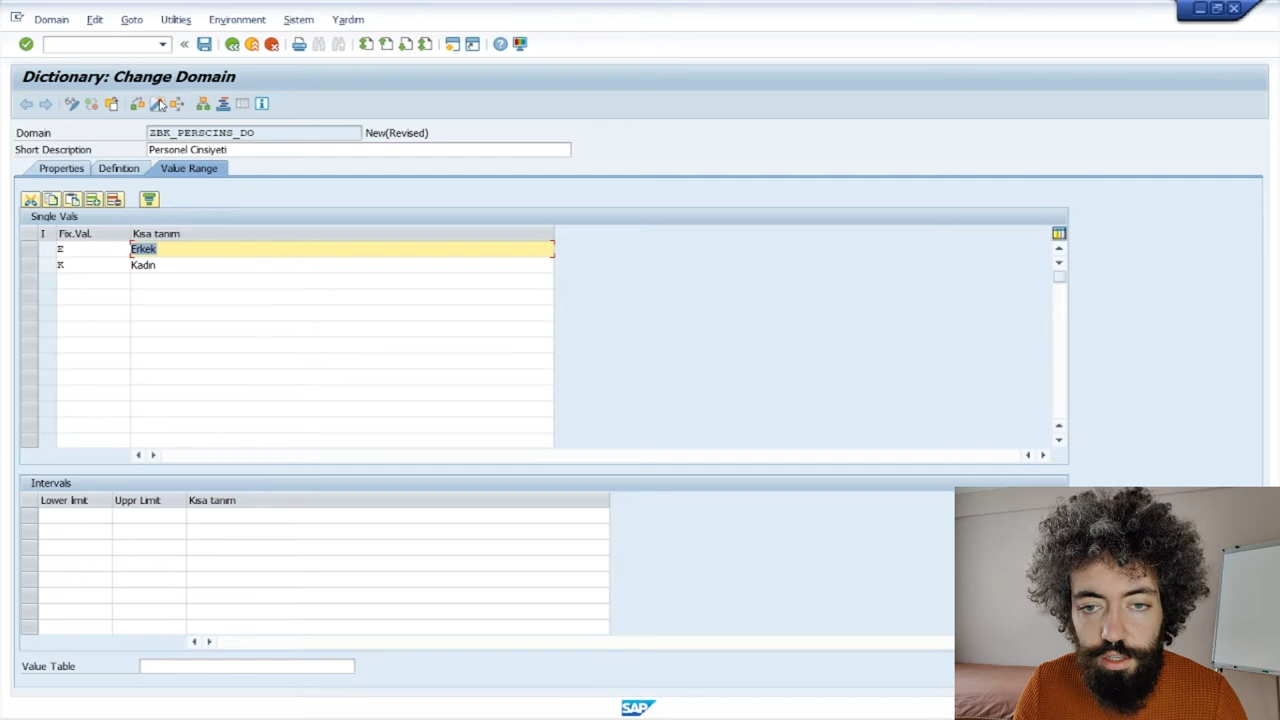 Domain Edit Goto Utilities Environment Sistem Yardım
Dictionary: Change Domain
Domain ZBK_PERSCINS_DO New(Revised)
Short Description Personel Cinsiyeti
Properties Definition Value Range
Single Vals
I Fix.Val. Kısa tanım
E Erkek
K Kadın
Intervals
Lower limit Uppr Limit Kısa tanım
Value Table
SAP